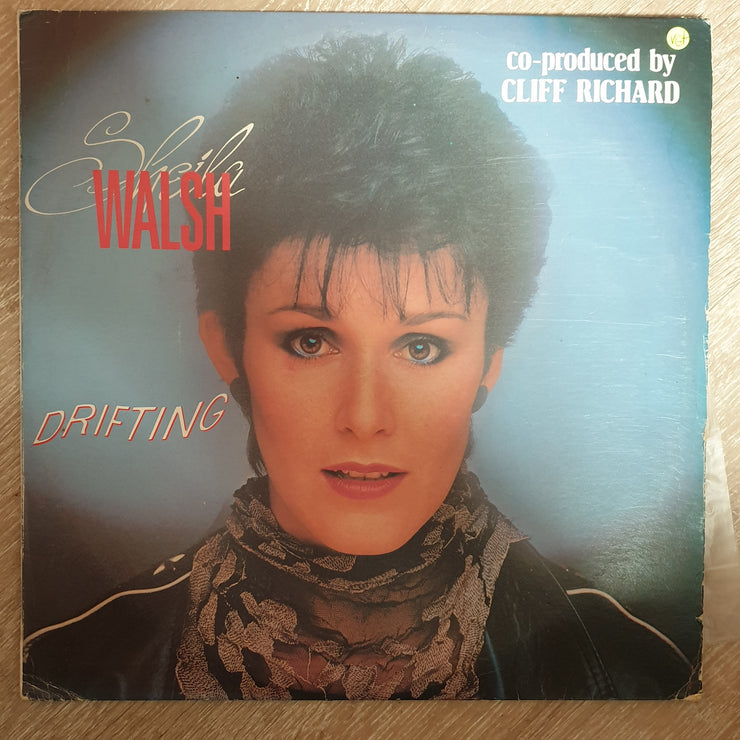 co-produced by
CLIFF RICHARD
Sheila
WALSH
DRIFTING